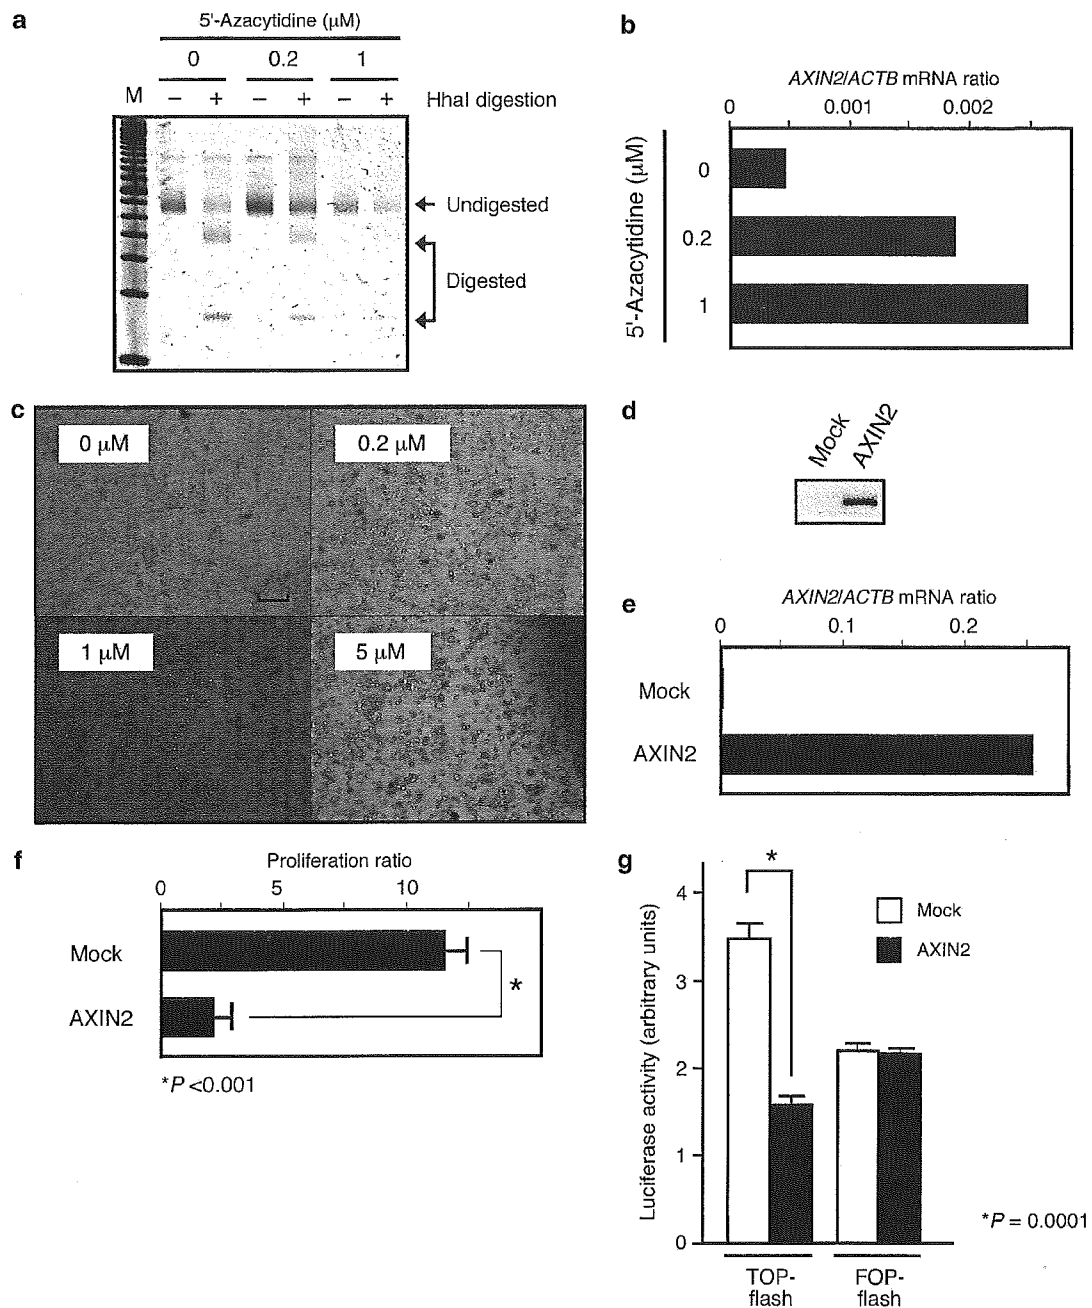 a
5'-Azacytidine (μM)
0 0.2 1
M − + − + − + HhaI digestion
Undigested
Digested
b
AXIN2/ACTB mRNA ratio
0 0.001 0.002
5'-Azacytidine (μM)
0
0.2
1
c
0 μM
0.2 μM
1 μM
5 μM
d
Mock AXIN2
e
AXIN2/ACTB mRNA ratio
0 0.1 0.2
Mock
AXIN2
f
Proliferation ratio
0 5 10
Mock
AXIN2
*
*P <0.001
g
Luciferase activity (arbitrary units)
4
3
2
1
0
*
Mock
AXIN2
*P = 0.0001
TOP-
flash
FOP-
flash